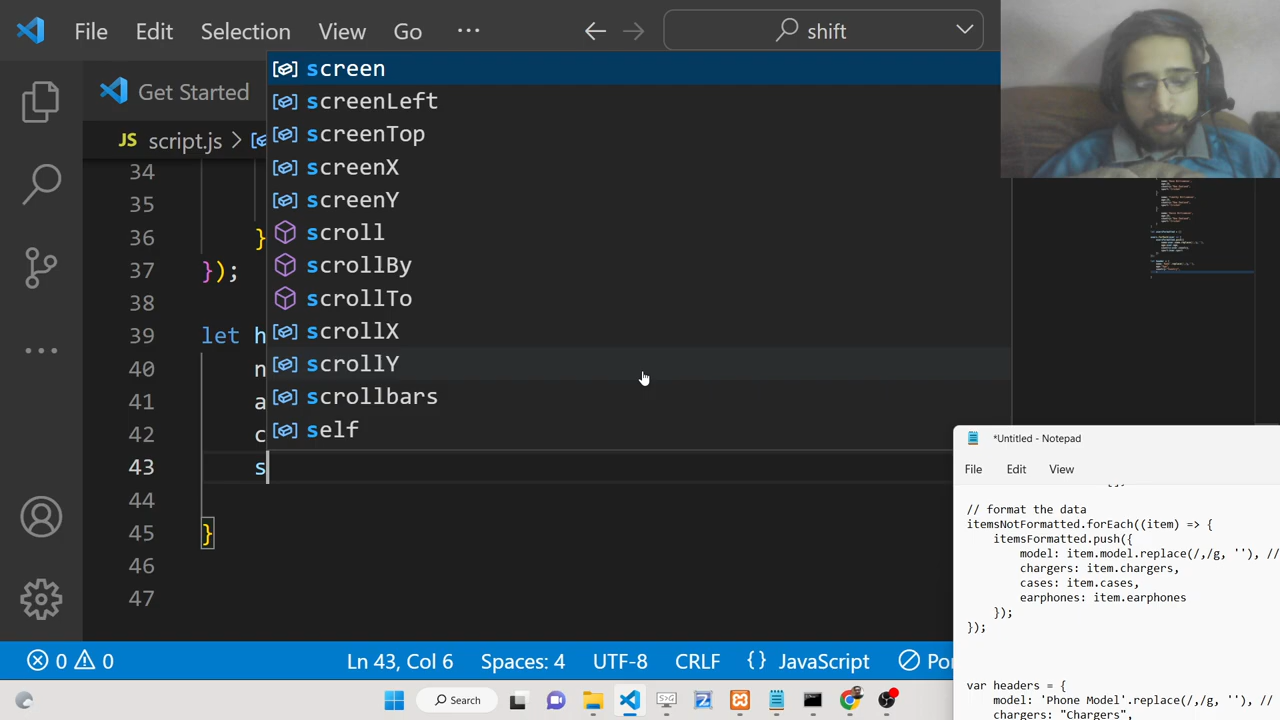 File Edit Selection View Go ··· shift
Get Started
JS script.js >
screen
screenLeft
screenTop
screenX
screenY
scroll
scrollBy
scrollTo
scrollX
scrollY
scrollbars
self
34
35
36 }
37 });
38
39 let h
40 n
41 a
42 c
43 s
44
45 }
46
47
*Untitled - Notepad
File Edit View
// format the data
itemsNotFormatted.forEach((item) => {
itemsFormatted.push({
model: item.model.replace(/,/g, ''), //
chargers: item.chargers,
cases: item.cases,
earphones: item.earphones
});
});
var headers = {
model: 'Phone Model'.replace(/,/g, ''), //
chargers: "Chargers",
0 0 Ln 43, Col 6 Spaces: 4 UTF-8 CRLF {} JavaScript Por
Search